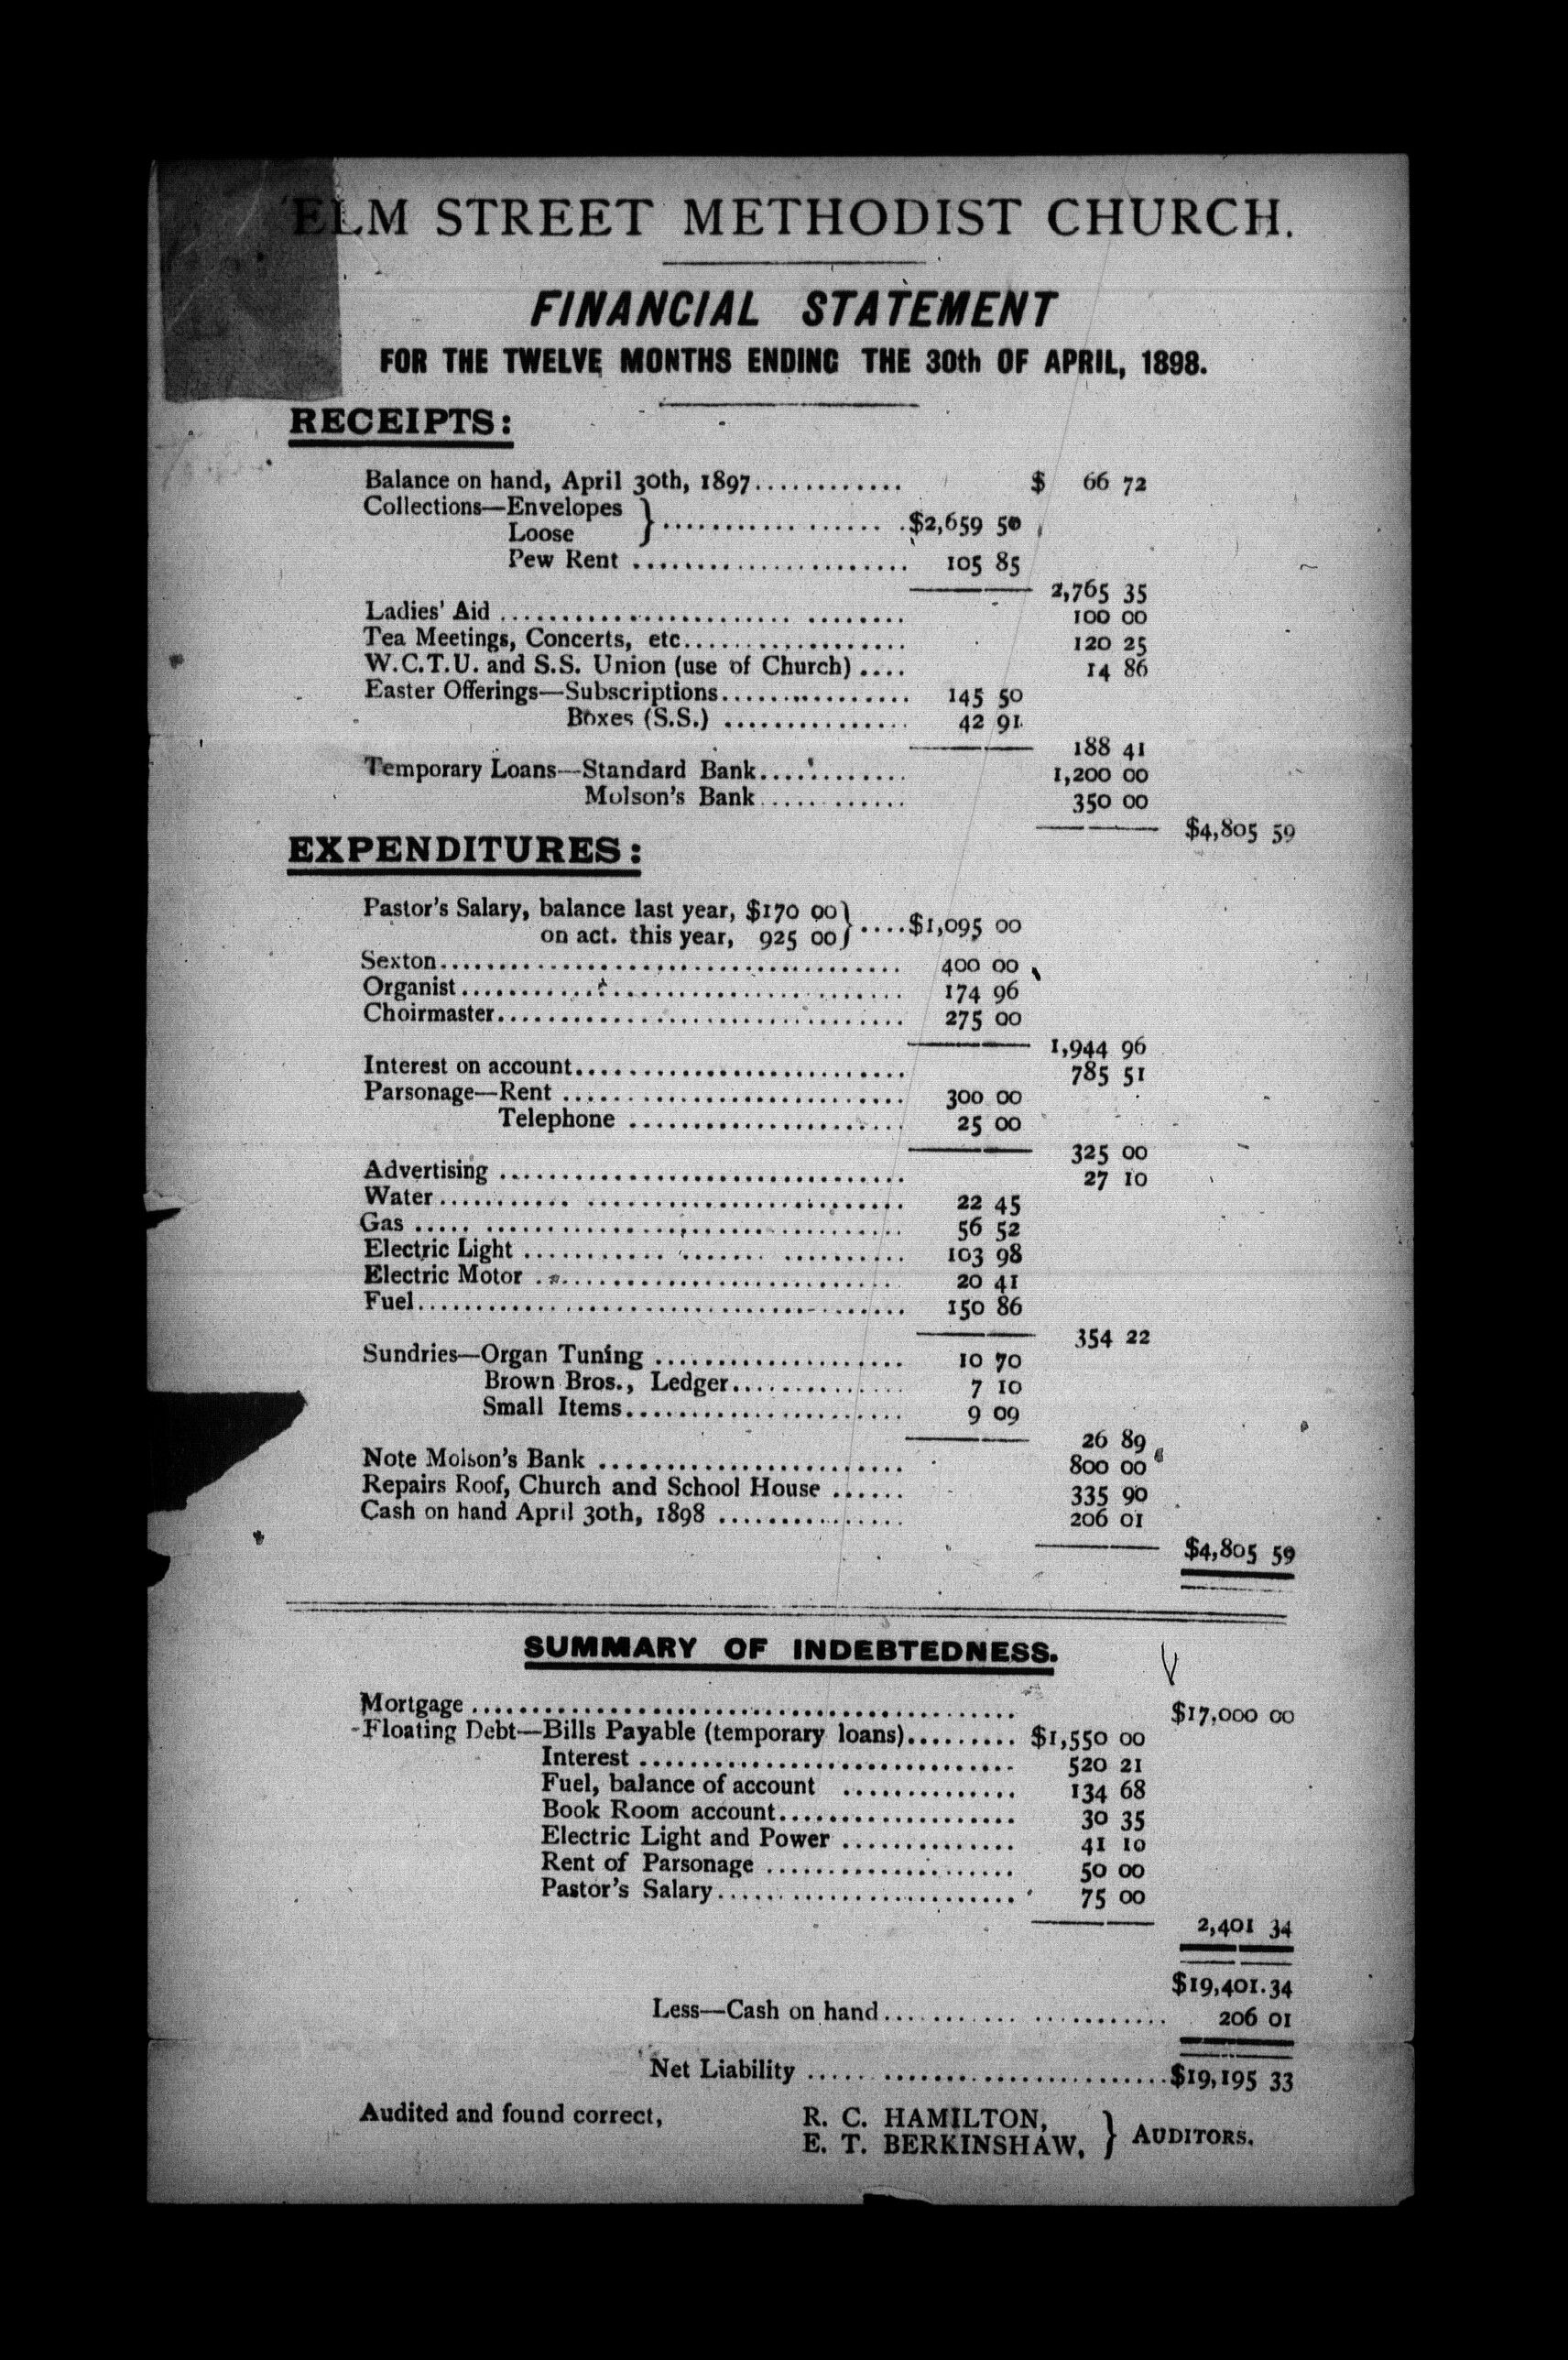 ELM STREET METHODIST CHURCH.
FINANCIAL STATEMENT
FOR THE TWELVE MONTHS ENDING THE 30th OF APRIL, 1898.
RECEIPTS:
Balance on hand, April 30th, 1897............ $ 66 72
Collections—Envelopes
Loose } ..................... $2,659 50
Pew Rent ...................... 105 85
2,765 35
Ladies' Aid ................................ 100 00
Tea Meetings, Concerts, etc.................. 120 25
W.C.T.U. and S.S. Union (use of Church) .... 14 86
Easter Offerings—Subscriptions................ 145 50
Boxes (S.S.) ............... 42 91
188 41
Temporary Loans—Standard Bank............ 1,200 00
Molson's Bank............ 350 00
$4,805 59
EXPENDITURES:
Pastor's Salary, balance last year, $170 00
on act. this year, 925 00 } ....$1,095 00
Sexton..................................... 400 00
Organist................................... 174 96
Choirmaster................................ 275 00
1,944 96
Interest on account.......................... 785 51
Parsonage—Rent ........................... 300 00
Telephone ...................... 25 00
325 00
Advertising ................................. 27 10
Water...................................... 22 45
Gas ....................................... 56 52
Electric Light .............................. 103 98
Electric Motor ............................. 20 41
Fuel....................................... 150 86
354 22
Sundries—Organ Tuning .................... 10 70
Brown Bros., Ledger.............. 7 10
Small Items...................... 9 09
26 89
Note Molson's Bank ........................ 800 00
Repairs Roof, Church and School House ...... 335 90
Cash on hand April 30th, 1898 ............... 206 01
$4,805 59
SUMMARY OF INDEBTEDNESS.
Mortgage ............................................. $17,000 00
Floating Debt—Bills Payable (temporary loans)......... $1,550 00
Interest ................................. 520 21
Fuel, balance of account .............. 134 68
Book Room account.................... 30 35
Electric Light and Power .............. 41 10
Rent of Parsonage .................... 50 00
Pastor's Salary......................... 75 00
2,401 34
$19,401.34
Less—Cash on hand....................... 206 01
Net Liability ..............................$19,195 33
Audited and found correct, R. C. HAMILTON,
E. T. BERKINSHAW, } AUDITORS.